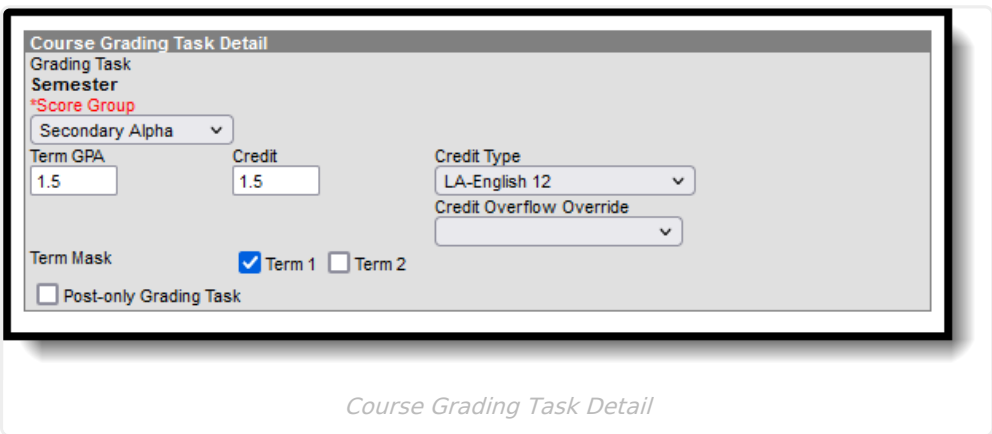 Course Grading Task Detail
Grading Task
Semester
*Score Group
Secondary Alpha
Term GPA Credit Credit Type
1.5 1.5 LA-English 12
Credit Overflow Override
Term Mask Term 1 Term 2
Post-only Grading Task
Course Grading Task Detail